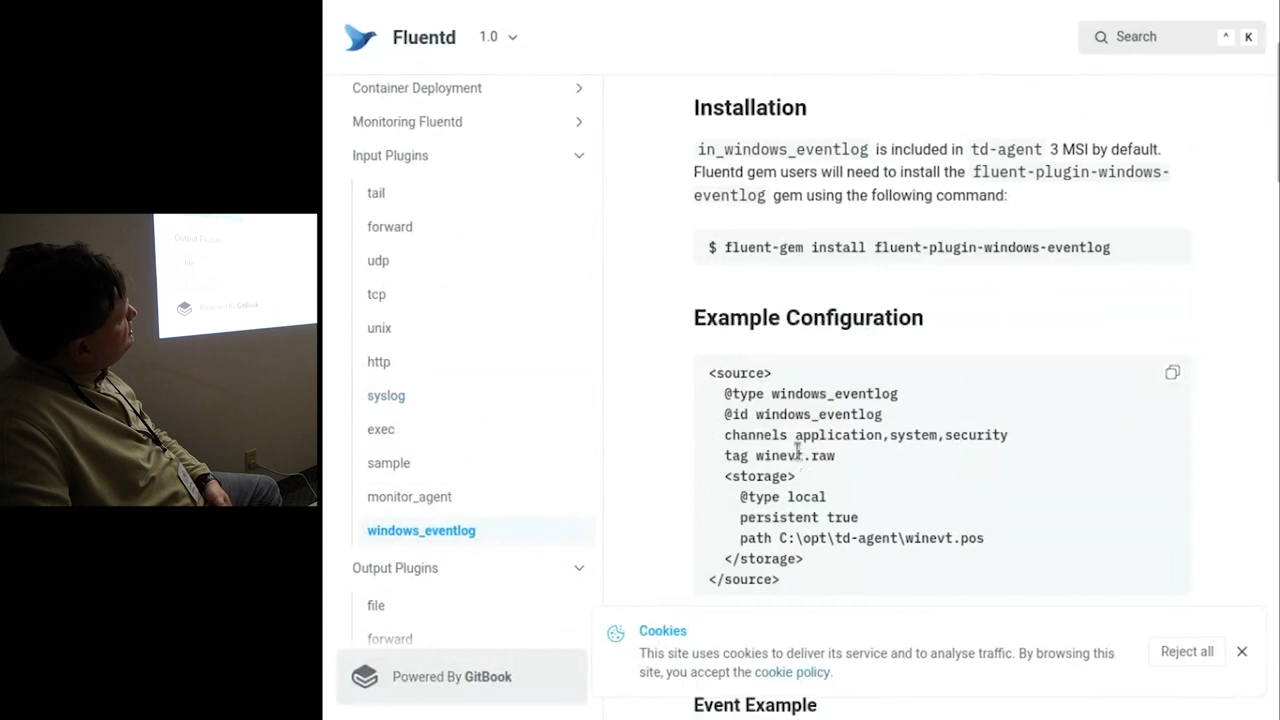 Fluentd
1.0
Search
^ K
Container Deployment
Monitoring Fluentd
Input Plugins
tail
forward
udp
tcp
unix
http
syslog
exec
sample
monitor_agent
windows_eventlog
Output Plugins
file
forward
Powered By GitBook
Installation
in_windows_eventlog is included in td-agent 3 MSI by default.
Fluentd gem users will need to install the fluent-plugin-windows-
eventlog gem using the following command:
$ fluent-gem install fluent-plugin-windows-eventlog
Example Configuration
<source>
@type windows_eventlog
@id windows_eventlog
channels application,system,security
tag winevt.raw
<storage>
@type local
persistent true
path C:\opt\td-agent\winevt.pos
</storage>
</source>
Cookies
This site uses cookies to deliver its service and to analyse traffic. By browsing this
site, you accept the cookie policy.
Reject all
Event Example
Output Plugins
file
Powered By GitBook